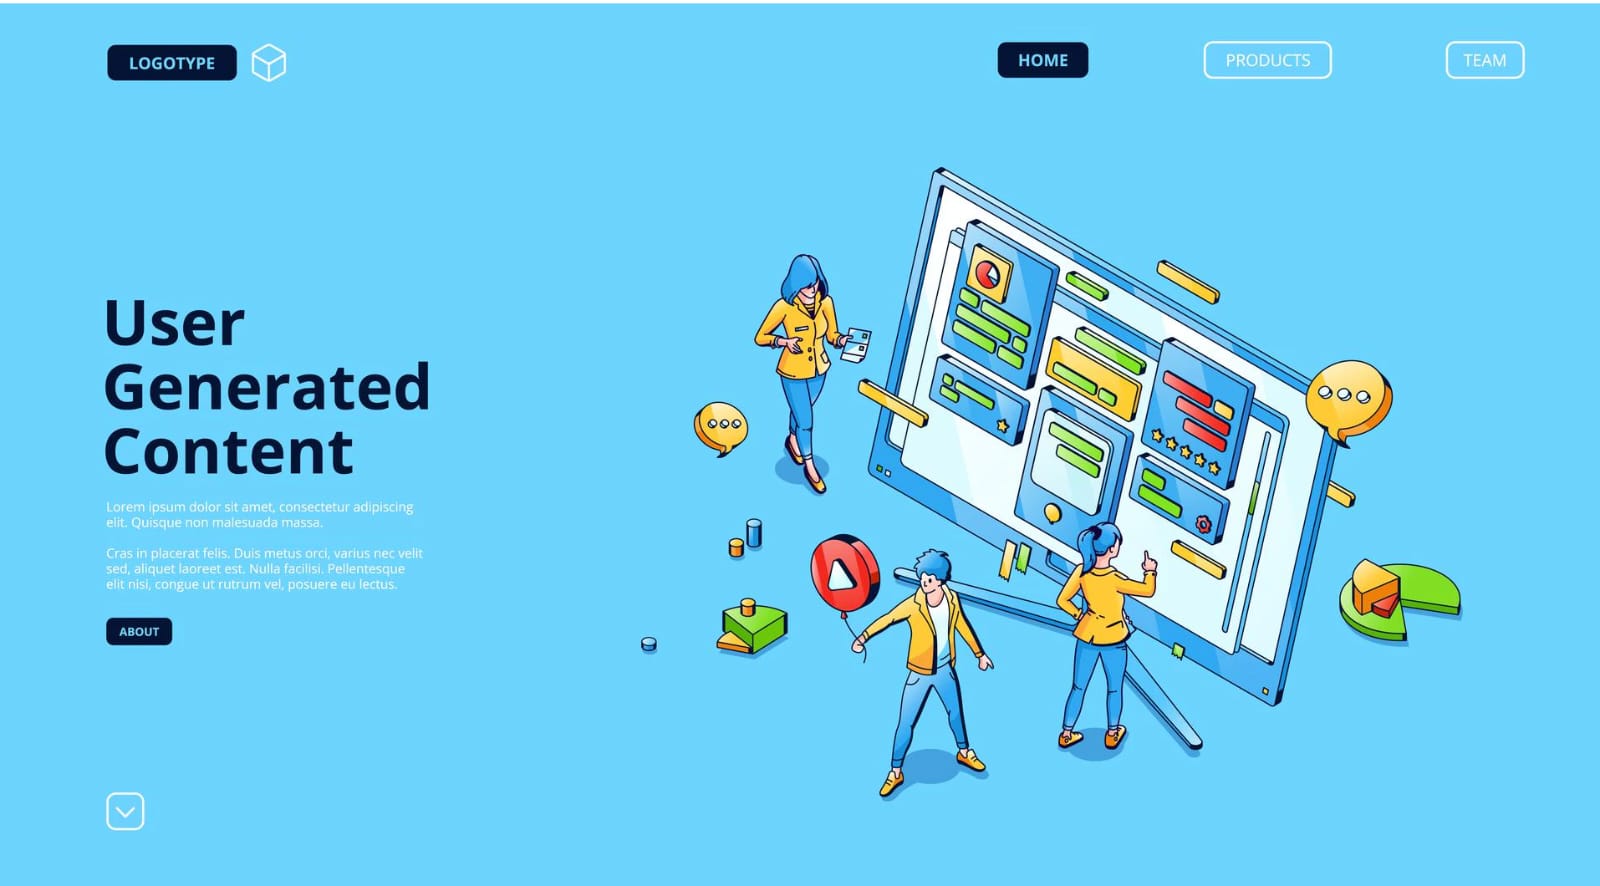 LOGOTYPE
HOME
PRODUCTS
TEAM
User
Generated
Content
Lorem ipsum dolor sit amet, consectetur adipiscing
elit. Quisque non malesuada massa.
Cras in placerat felis. Duis metus orci, varius nec velit
sed, aliquet laoreet est. Nulla facilisi. Pellentesque
elit nisi, congue ut rutrum vel, posuere eu lectus.
ABOUT